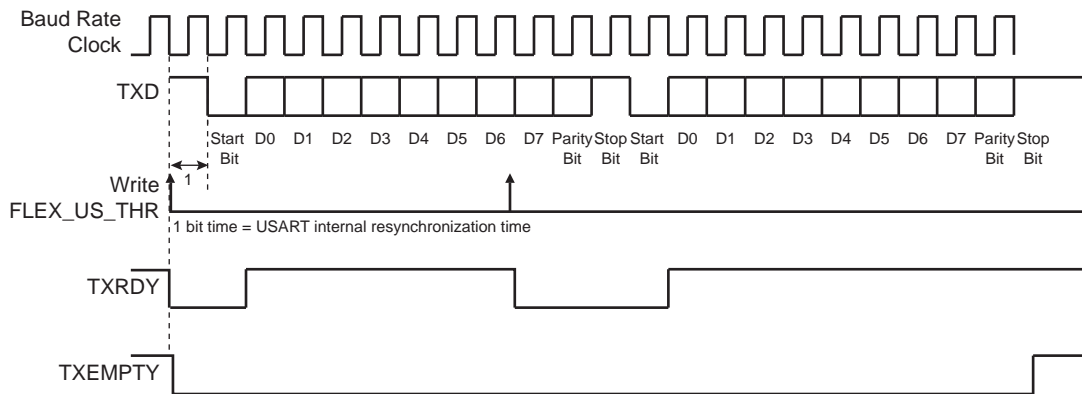 Baud Rate
Clock
TXD
Start D0 D1 D2 D3 D4 D5 D6 D7 Parity Stop Start D0 D1 D2 D3 D4 D5 D6 D7 Parity Stop
Bit Bit Bit Bit Bit Bit
1
Write
FLEX_US_THR
1 bit time = USART internal resynchronization time
TXRDY
TXEMPTY